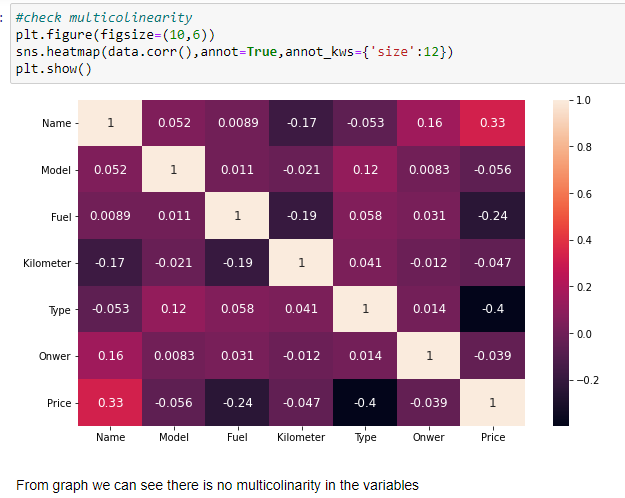 #check multicolinearity
plt.figure(figsize=(10,6))
sns.heatmap(data.corr(),annot=True,annot_kws={'size':12})
plt.show()
Name 1 0.052 0.0089 -0.17 -0.053 0.16 0.33
Model 0.052 1 0.011 -0.021 0.12 0.0083 -0.056
Fuel 0.0089 0.011 1 -0.19 0.058 0.031 -0.24
Kilometer -0.17 -0.021 -0.19 1 0.041 -0.012 -0.047
Type -0.053 0.12 0.058 0.041 1 0.014 -0.4
Onwer 0.16 0.0083 0.031 -0.012 0.014 1 -0.039
Price 0.33 -0.056 -0.24 -0.047 -0.4 -0.039 1
Name Model Fuel Kilometer Type Onwer Price
1.0
0.8
0.6
0.4
0.2
0.0
-0.2
From graph we can see there is no multicolinarity in the variables